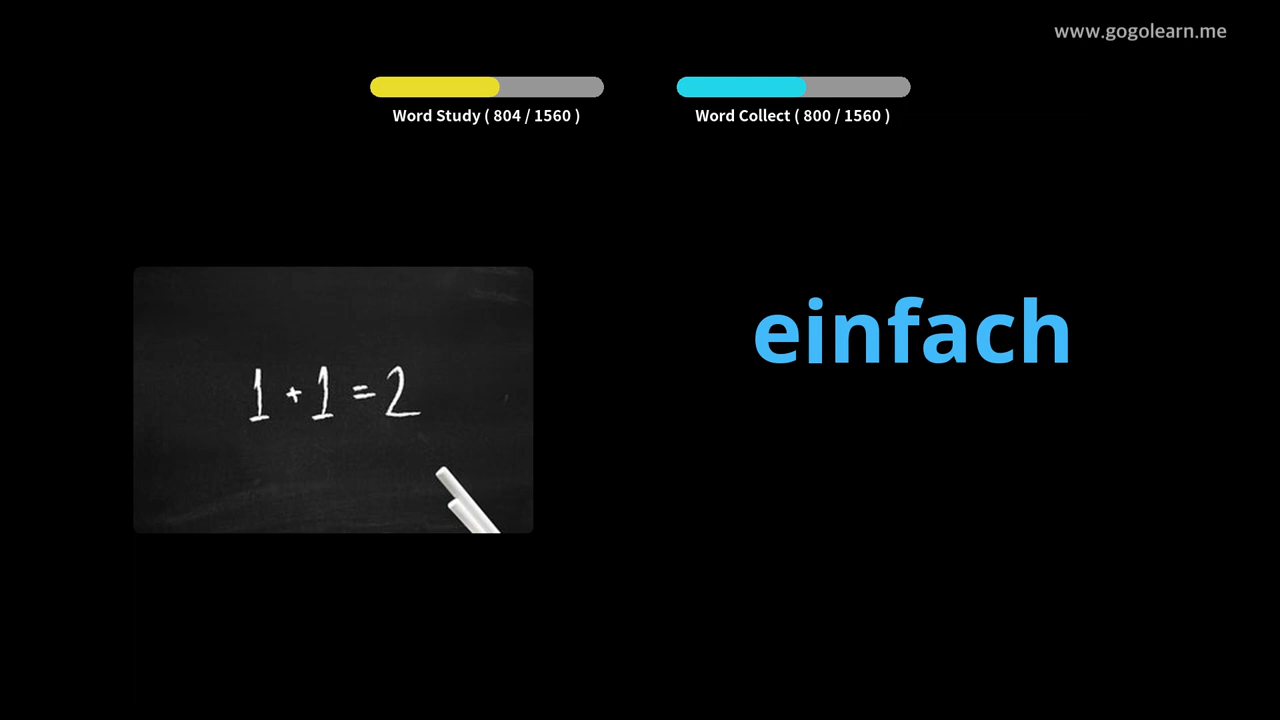 www.gogolearn.me
Word Study ( 804 / 1560 )
Word Collect ( 800 / 1560 )
einfach
1 + 1 = 2